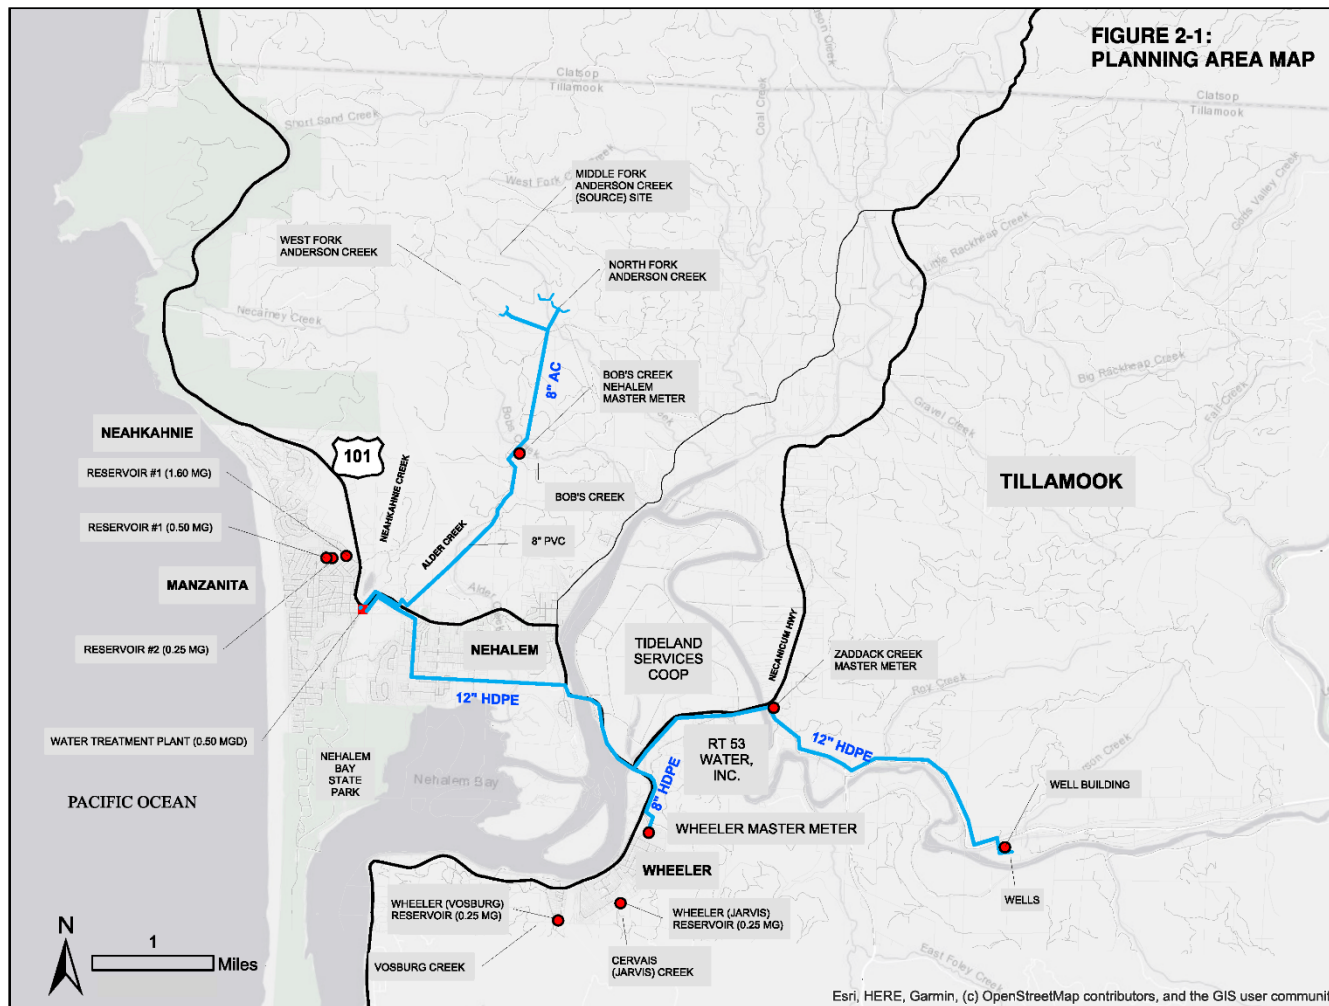 FIGURE 2-1:
PLANNING AREA MAP
Clatsop
Tillamook
Clatsop
Tillamook
Short Sand Creek
Coal Creek
West Fork
MIDDLE FORK
ANDERSON CREEK
(SOURCE) SITE
Gods Valley Creek
Little Rackheap Creek
WEST FORK
ANDERSON CREEK
NORTH FORK
ANDERSON CREEK
Necarney Creek
8" AC
BOB'S CREEK
NEHALEM
MASTER METER
Big Rackheap Creek
Fall Creek
Gravel Creek
Bobs Creek
NEAHKAHNIE
101
RESERVOIR #1 (1.60 MG)
NEAHKAHNIE CREEK
BOB'S CREEK
TILLAMOOK
RESERVOIR #1 (0.50 MG)
ALDER CREEK
8" PVC
MANZANITA
Alder
RESERVOIR #2 (0.25 MG)
NEHALEM
TIDELAND
SERVICES
COOP
NECANICUM HWY
ZADDACK CREEK
MASTER METER
Roy Creek
12" HDPE
WATER TREATMENT PLANT (0.50 MGD)
NEHALEM
BAY
STATE
PARK
Nehalem Bay
RT 53
WATER,
INC.
12" HDPE
8" HDPE
PACIFIC OCEAN
WELL BUILDING
WHEELER MASTER METER
WHEELER
WELLS
WHEELER (VOSBURG)
RESERVOIR (0.25 MG)
WHEELER (JARVIS)
RESERVOIR (0.25 MG)
VOSBURG CREEK
CERVAIS
(JARVIS) CREEK
East Foley Creek
N
1
Miles
Esri, HERE, Garmin, (c) OpenStreetMap contributors, and the GIS user communit